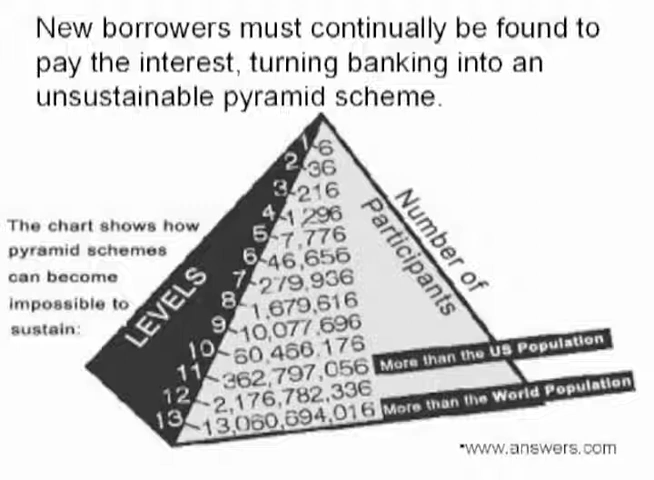 New borrowers must continually be found to
pay the interest, turning banking into an
unsustainable pyramid scheme.
The chart shows how
pyramid schemes
can become
impossible to
sustain:
LEVELS
Number of
Participants
1 6
2 36
3 216
4 1 296
5 7,776
6 46,656
7 279,936
8 1,679,616
9 10,077,696
10 60,466,176
11 362,797,056 More than the US Population
12 2,176,782,336
13 13,060,694,016 More than the World Population
*www.answers.com